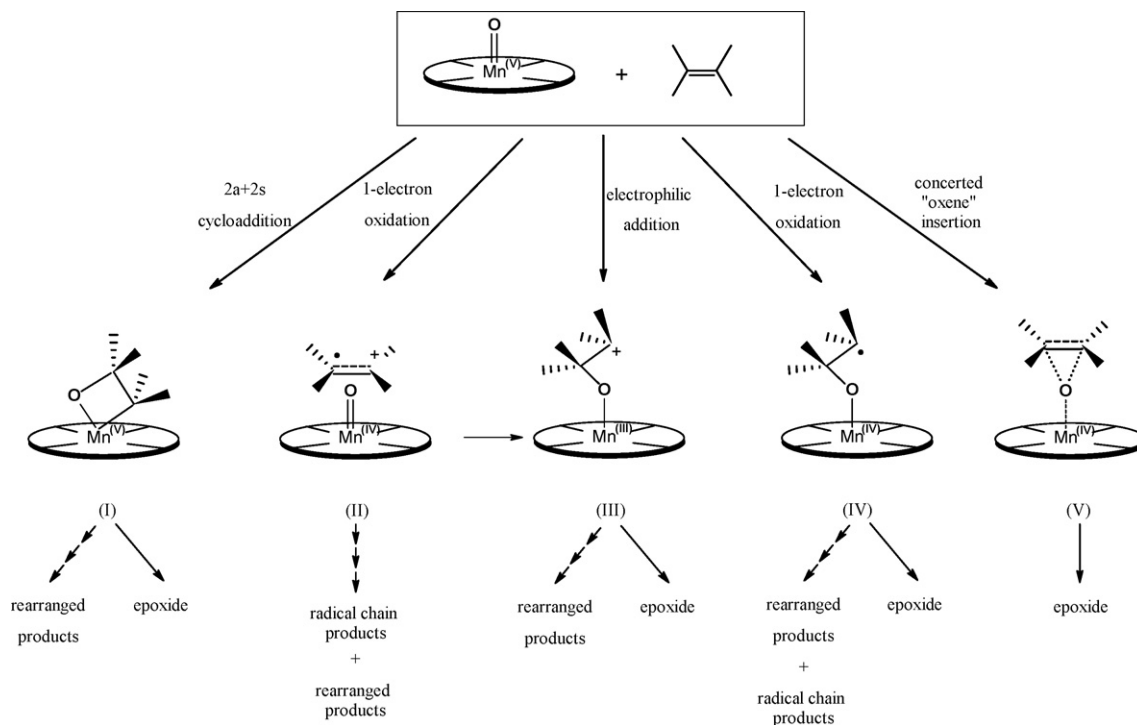 O
Mn(V)
+
2a+2s
cycloaddition
1-electron
oxidation
electrophilic
addition
1-electron
oxidation
concerted
"oxene"
insertion
O
Mn(V)
• +
O
Mn(IV)
+
O
Mn(III)
•
O
Mn(IV)
O
Mn(IV)
(I)
(II)
(III)
(IV)
(V)
rearranged
products
epoxide
radical chain
products
+
rearranged
products
rearranged
products
epoxide
rearranged
products
+
radical chain
products
epoxide
epoxide